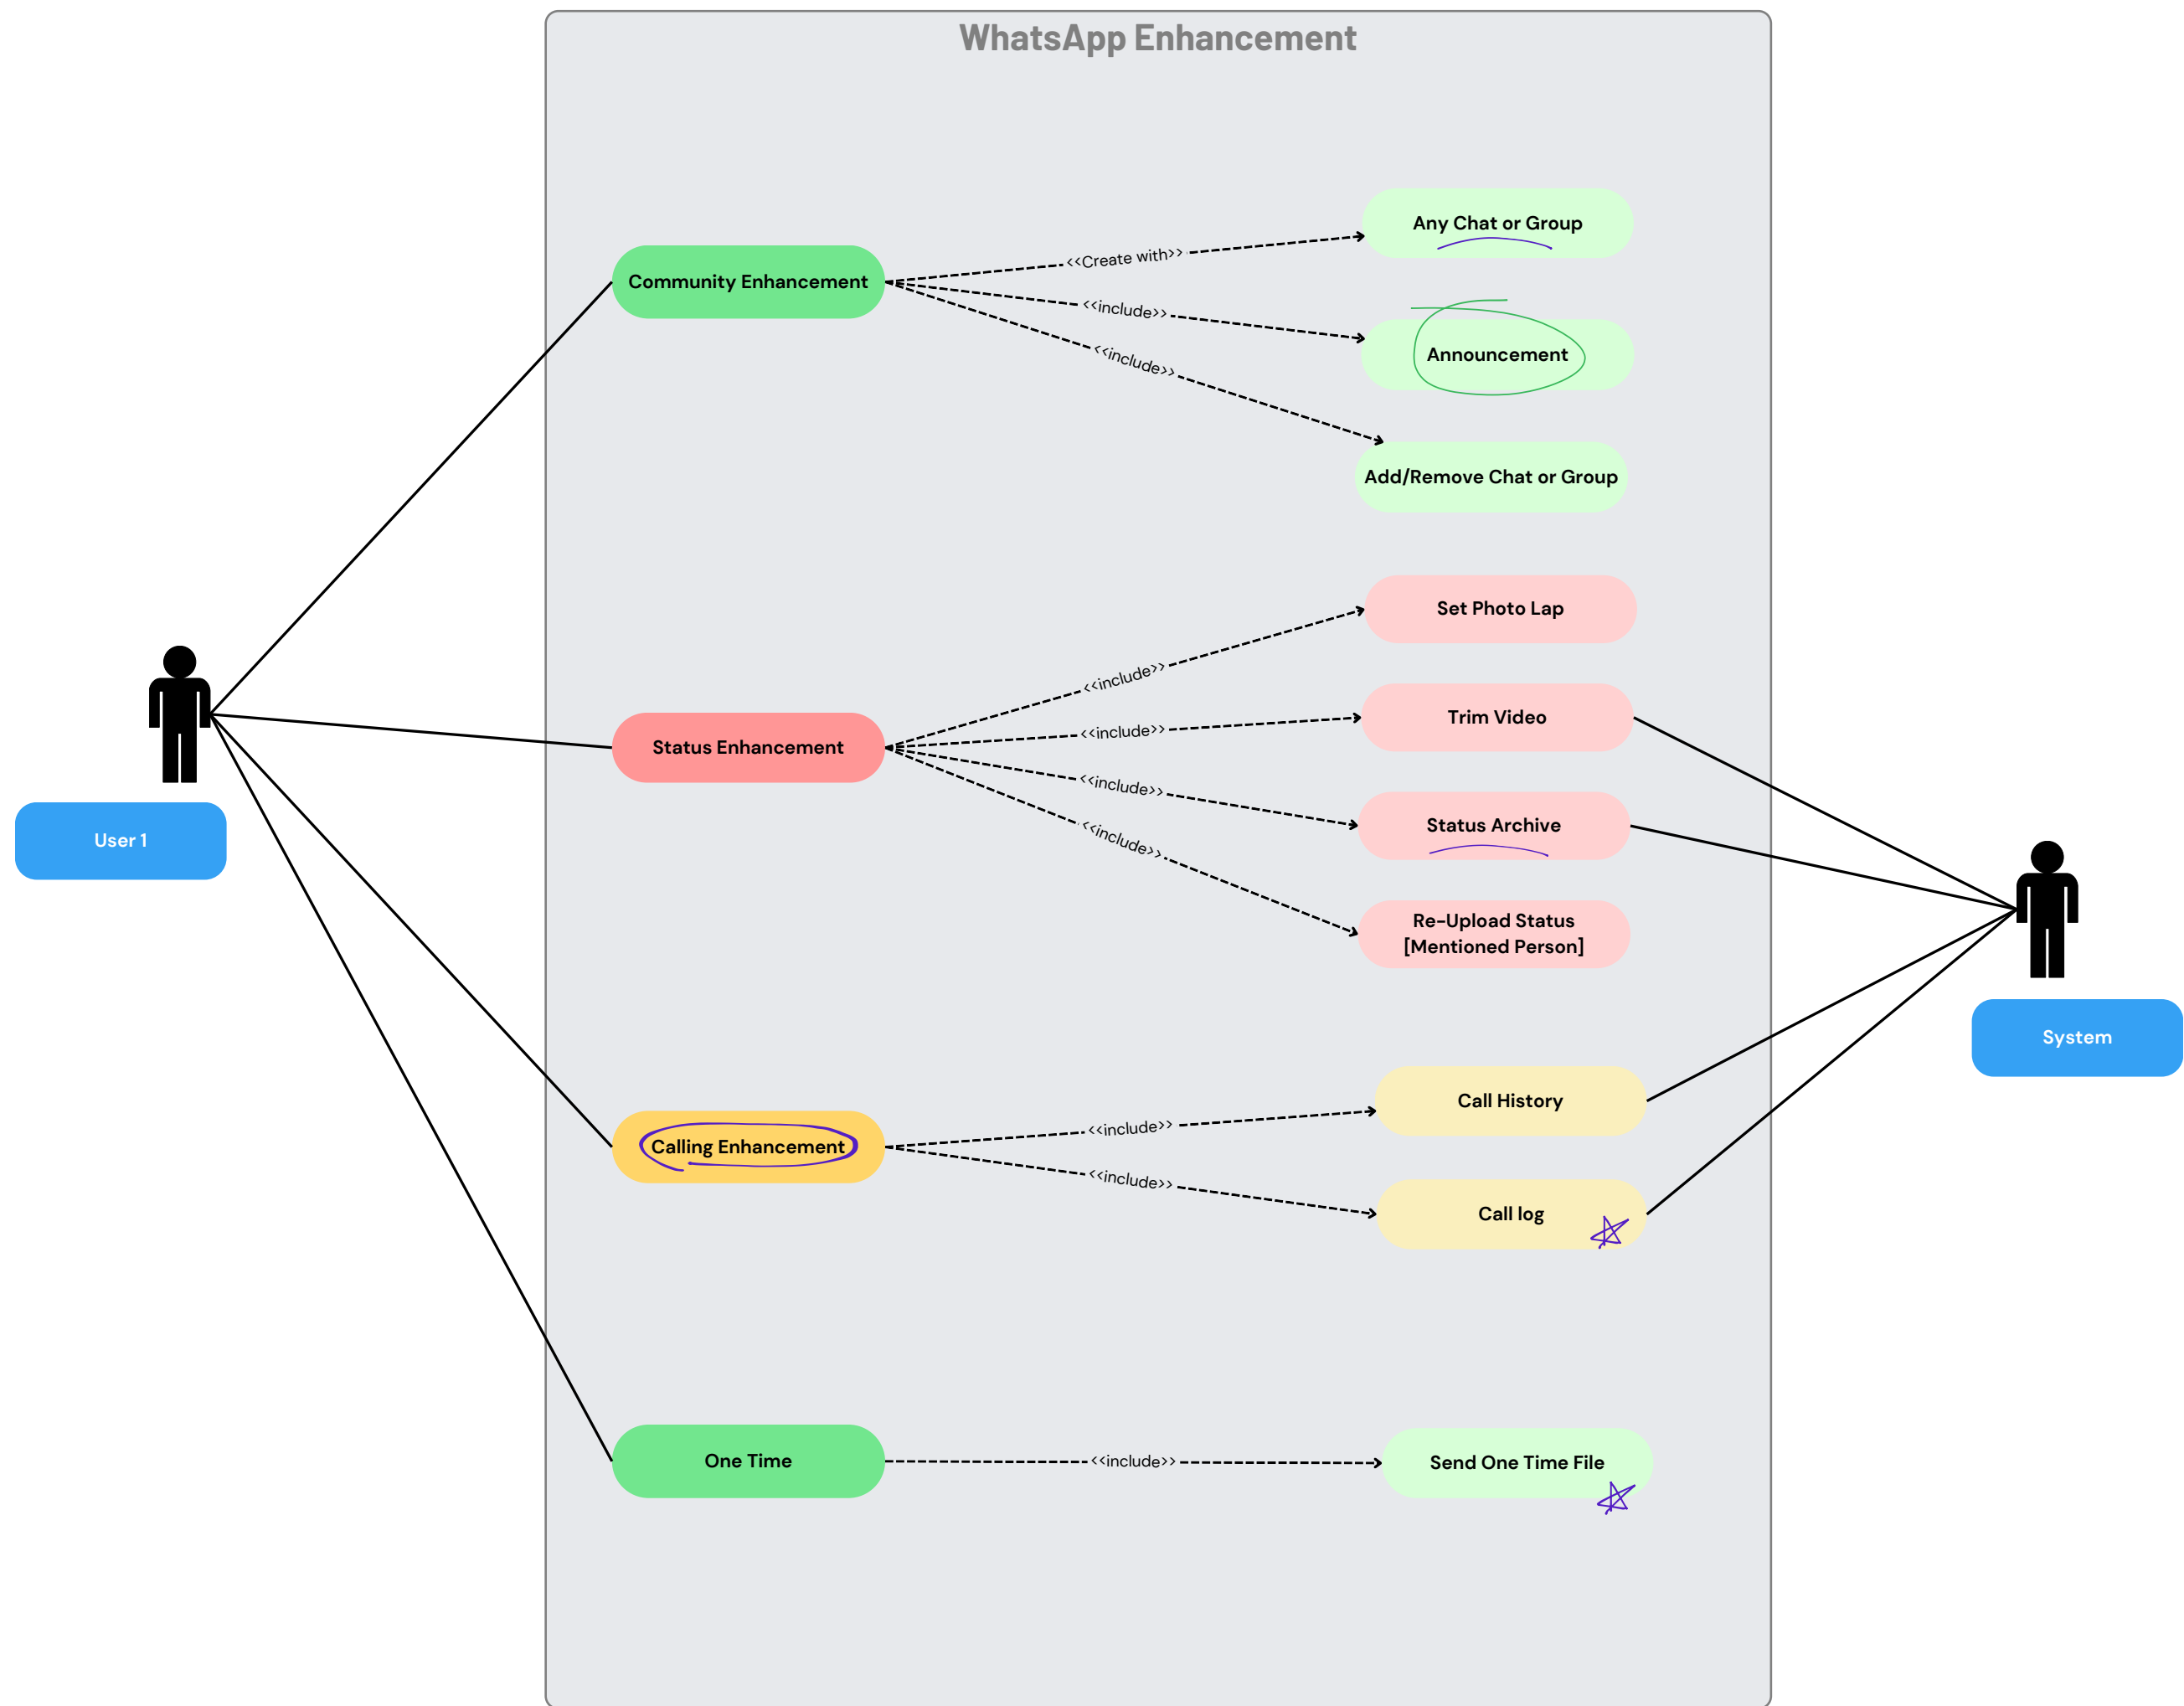 WhatsApp Enhancement
Any Chat or Group
<<Create with>>
Community Enhancement
<<include>>
Announcement
<<include>>
Add/Remove Chat or Group
Set Photo Lap
<<include>>
Trim Video
<<include>>
Status Enhancement
<<include>>
Status Archive
<<include>>
Re-Upload Status
[Mentioned Person]
User 1
System
Call History
<<include>>
Calling Enhancement
<<include>>
Call log
One Time
<<include>>
Send One Time File